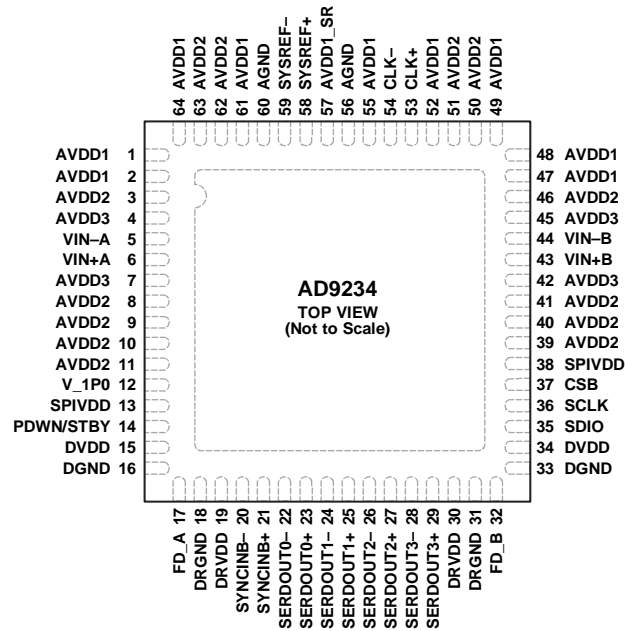 64 AVDD1
63 AVDD2
62 AVDD2
61 AVDD1
60 AGND
59 SYSREF–
58 SYSREF+
57 AVDD1_SR
56 AGND
55 AVDD1
54 CLK–
53 CLK+
52 AVDD1
51 AVDD2
50 AVDD2
49 AVDD1
AVDD1 1
AVDD1 2
AVDD2 3
AVDD3 4
VIN–A 5
VIN+A 6
AVDD3 7
AVDD2 8
AVDD2 9
AVDD2 10
AVDD2 11
V_1P0 12
SPIVDD 13
PDWN/STBY 14
DVDD 15
DGND 16
AD9234
TOP VIEW
(Not to Scale)
48 AVDD1
47 AVDD1
46 AVDD2
45 AVDD3
44 VIN–B
43 VIN+B
42 AVDD3
41 AVDD2
40 AVDD2
39 AVDD2
38 SPIVDD
37 CSB
36 SCLK
35 SDIO
34 DVDD
33 DGND
FD_A 17
DRGND 18
DRVDD 19
SYNCINB– 20
SYNCINB+ 21
SERDOUT0– 22
SERDOUT0+ 23
SERDOUT1– 24
SERDOUT1+ 25
SERDOUT2– 26
SERDOUT2+ 27
SERDOUT3– 28
SERDOUT3+ 29
DRVDD 30
DRGND 31
FD_B 32